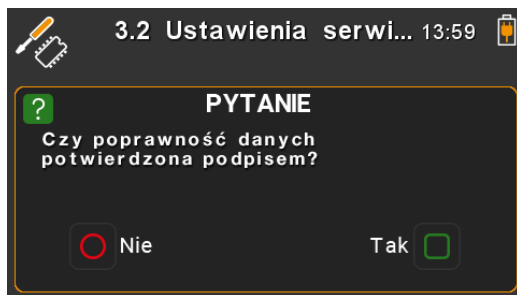 3.2 Ustawienia serwi... 13:59
? PYTANIE
Czy poprawność danych
potwierdzona podpisem?
Nie Tak